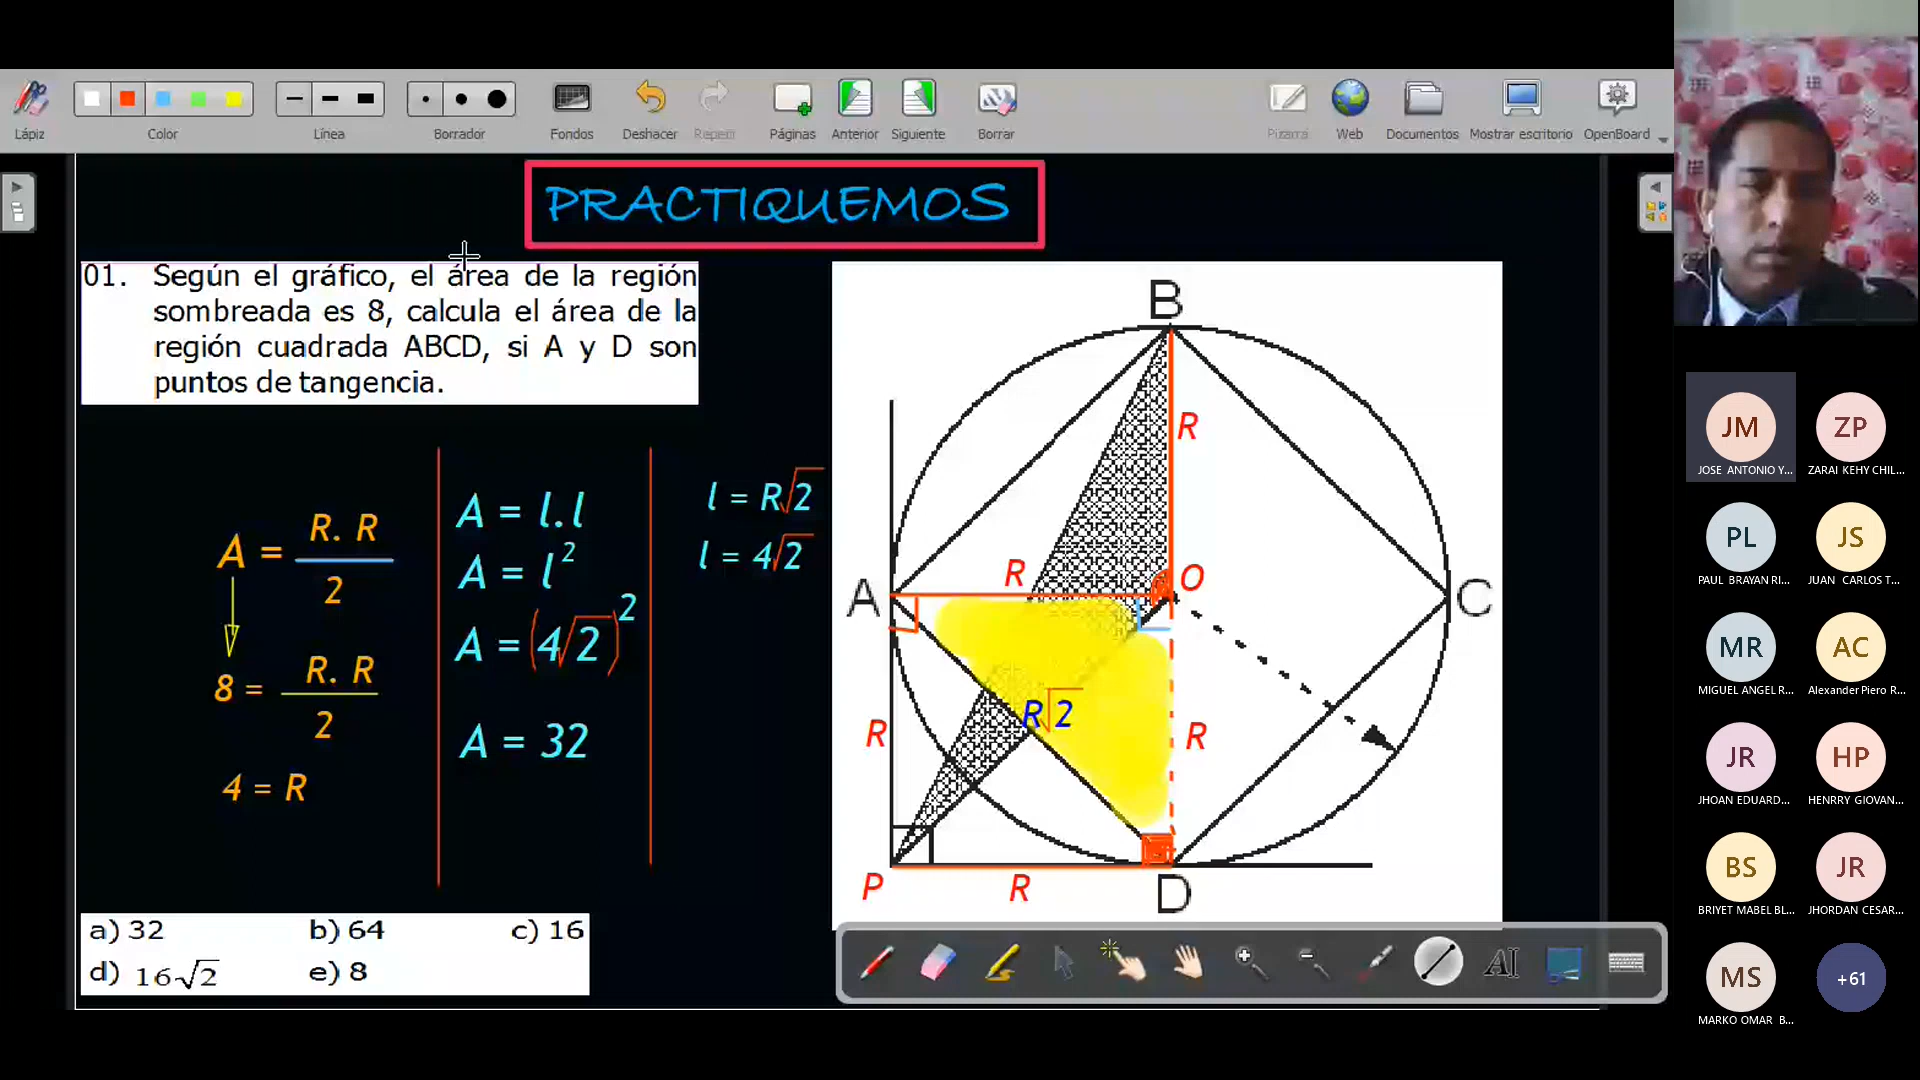 Lápiz
Color
Línea
Borrador
Fondos
Deshacer
Repetir
Páginas
Anterior
Siguiente
Borrar
Pizarra
Web
Documentos
Mostrar escritorio
OpenBoard
PRACTIQUEMOS
01. Según el gráfico, el área de la región
sombreada es 8, calcula el área de la
región cuadrada ABCD, si A y D son
puntos de tangencia.
A = R. R / 2
8 = R. R / 2
4 = R
A = l.l
A = l²
A = (4√2)²
A = 32
l = R√2
l = 4√2
B
R
R
O
A
C
R
R√2
R
P
R
D
a) 32 b) 64 c) 16
d) 16√2 e) 8
AI
JM
JOSE ANTONIO Y...
ZP
ZARAI KEHY CHIL...
PL
PAUL BRAYAN RI...
JS
JUAN CARLOS T...
MR
MIGUEL ANGEL R...
AC
Alexander Piero R...
JR
JHOAN EDUARD...
HP
HENRRY GIOVAN...
BS
BRIYET MABEL BL...
JR
JHORDAN CESAR...
MS
MARKO OMAR B...
+61